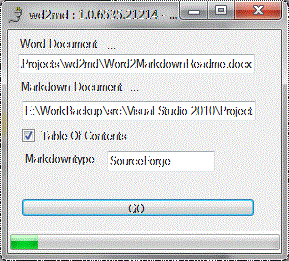 wd2md : 1.0.6535.21214 - ...
Word Document ...
.Projects\wd2md\Word2MarkdownReadme.docx
Markdown Document ...
E:\WorkBackup\src\Visual Studio 2010\Project
Table Of Contents
Markdowntype SourceForge
GO